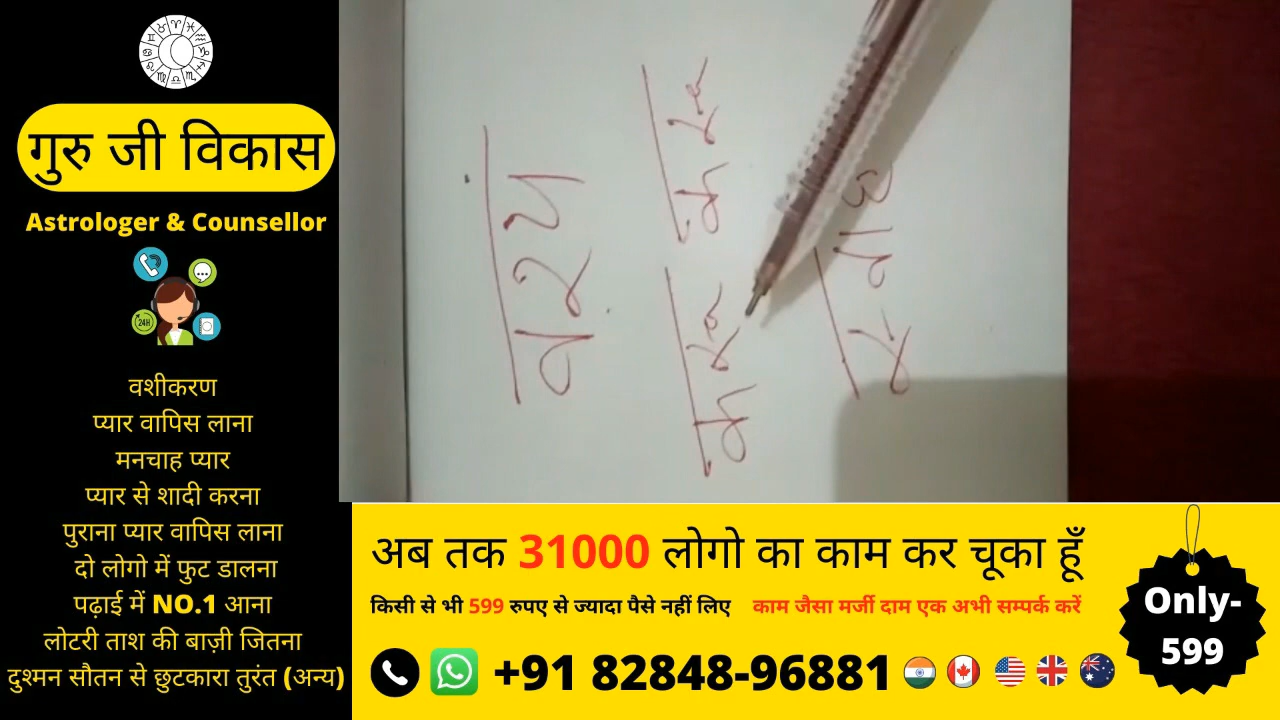 गुरु जी विकास
Astrologer & Counsellor
24H
वशीकरण
प्यार वापिस लाना
मनचाह प्यार
प्यार से शादी करना
पुराना प्यार वापिस लाना
दो लोगो में फुट डालना
पढ़ाई में NO.1 आना
लोटरी ताश की बाज़ी जितना
दुश्मन सौतन से छुटकारा तुरंत (अन्य)
अब तक 31000 लोगो का काम कर चूका हूँ
किसी से भी 599 रुपए से ज्यादा पैसे नहीं लिए काम जैसा मर्जी दाम एक अभी सम्पर्क करें
+91 82848-96881
Only-
599